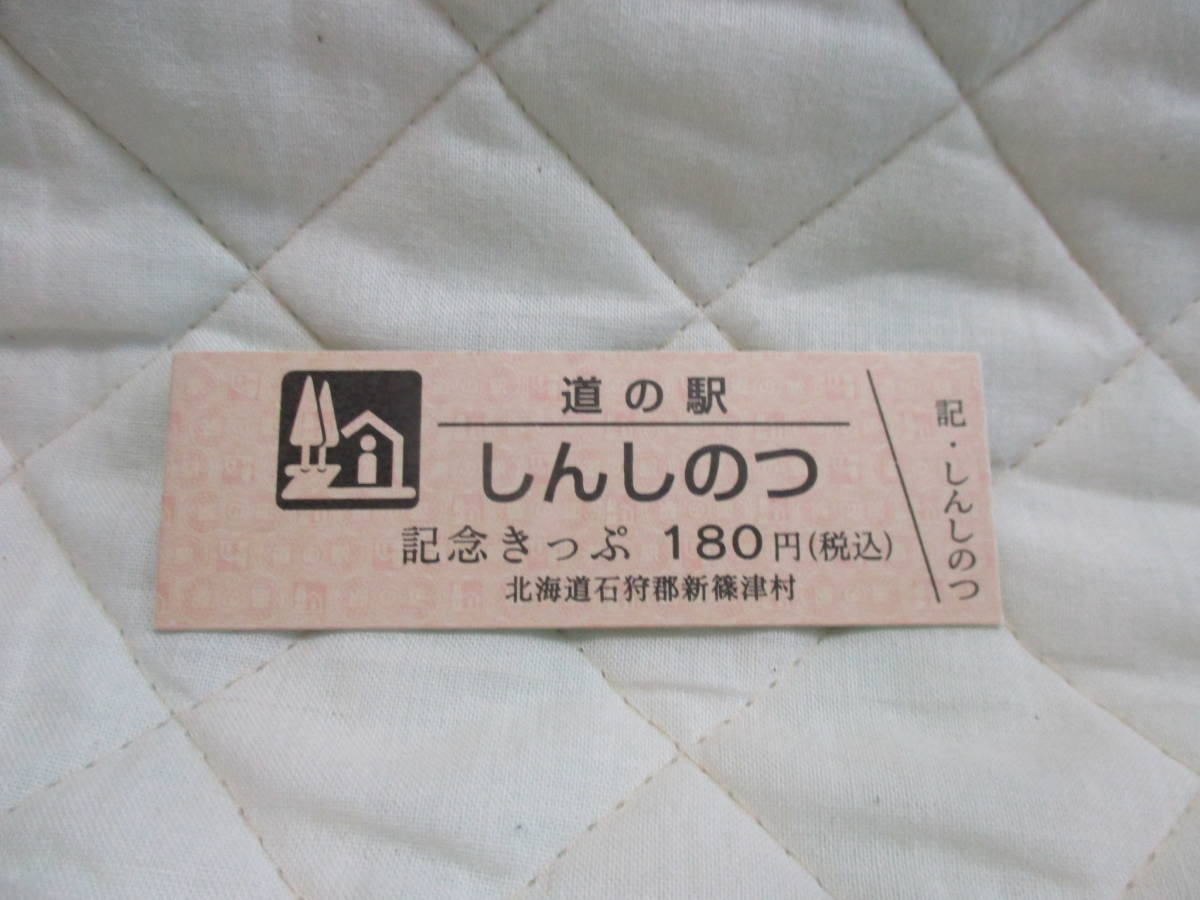 道の駅
しんしのつ
記念きっぷ 180円(税込)
北海道石狩郡新篠津村
記・しんしのつ